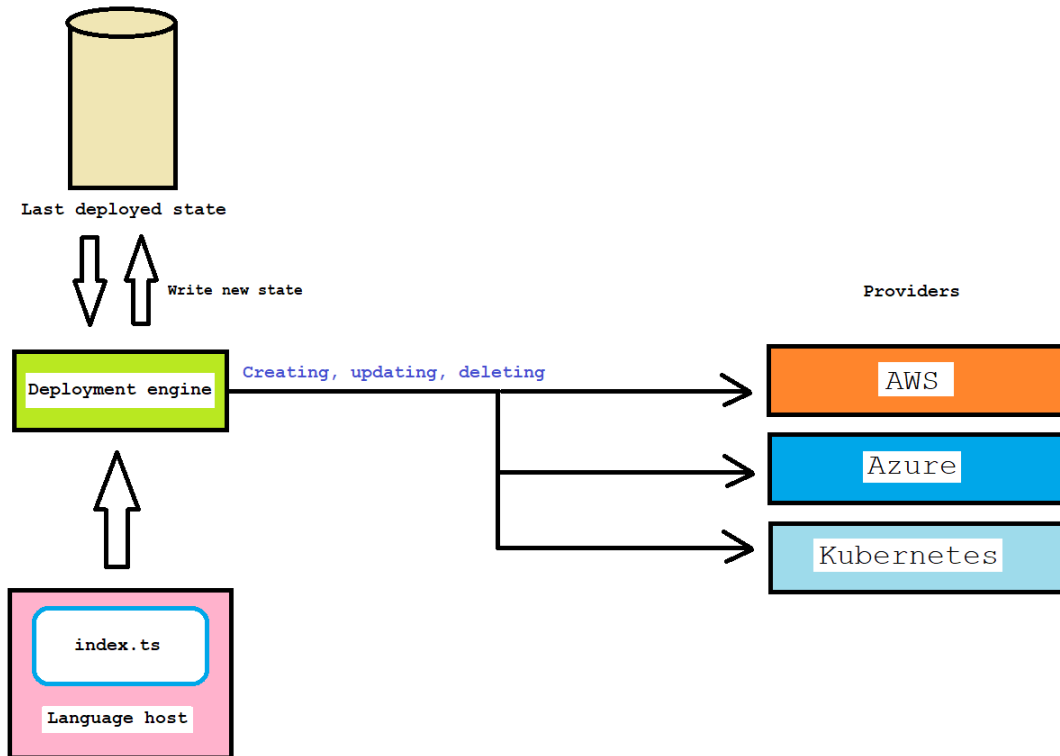 Last deployed state
Write new state
Providers
Deployment engine
Creating, updating, deleting
AWS
Azure
Kubernetes
index.ts
Language host